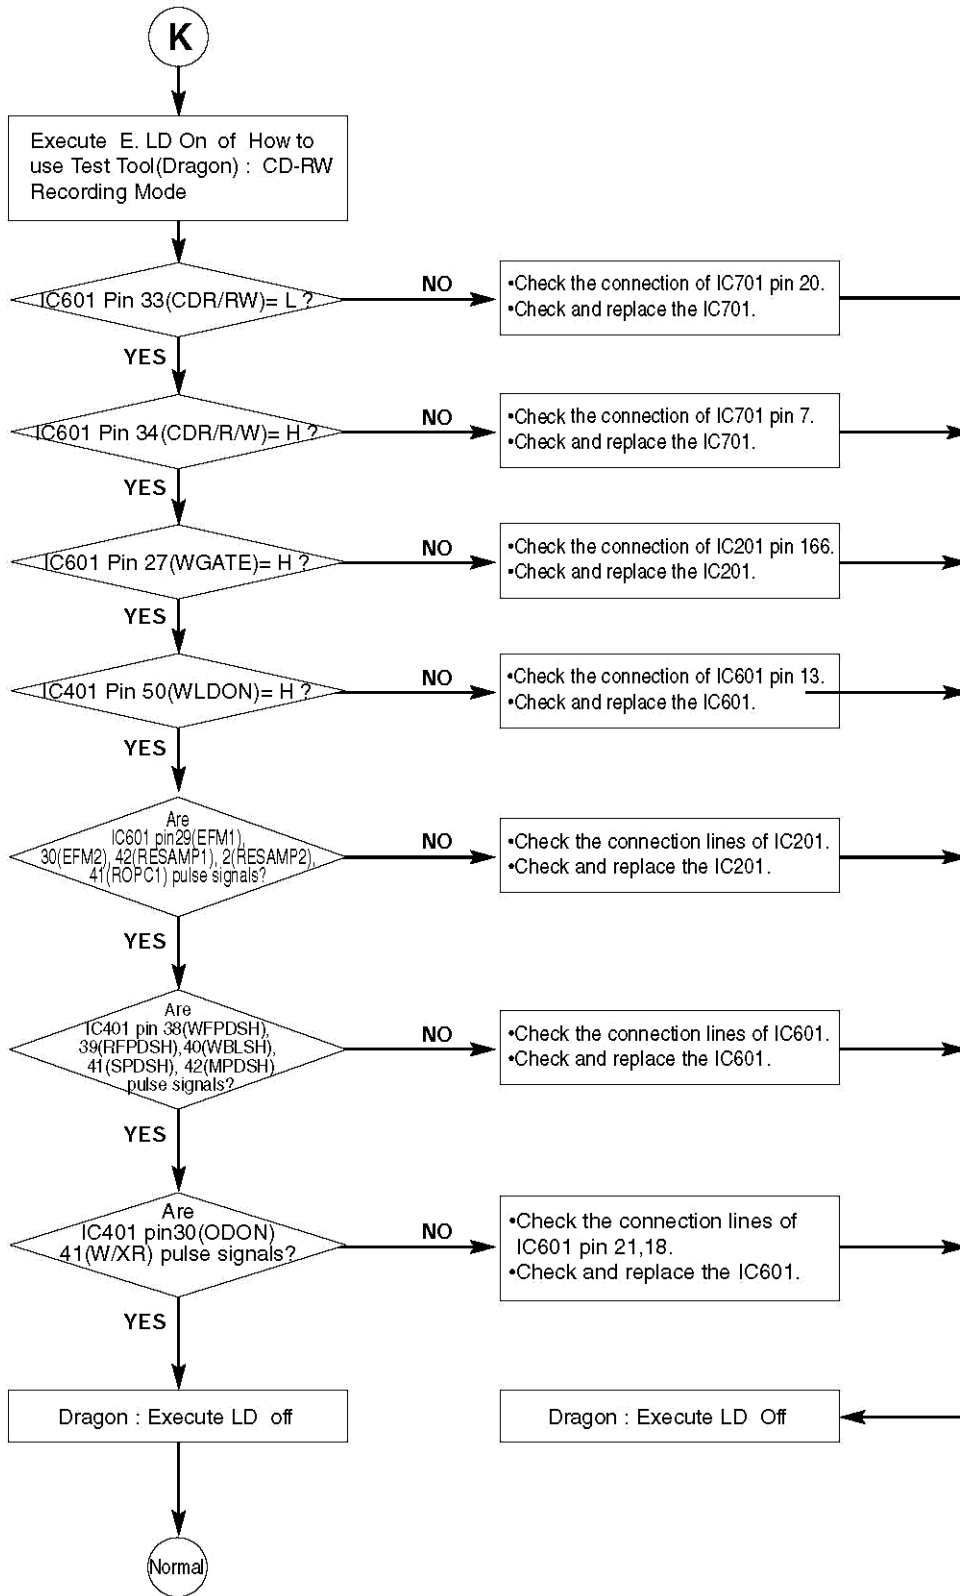 K
Execute E. LD On of How to
use Test Tool(Dragon) : CD-RW
Recording Mode
IC601 Pin 33(CDR/RW)= L ?
NO
•Check the connection of IC701 pin 20.
•Check and replace the IC701.
YES
IC601 Pin 34(CDR/R/W)= H ?
NO
•Check the connection of IC701 pin 7.
•Check and replace the IC701.
YES
IC601 Pin 27(WGATE)= H ?
NO
•Check the connection of IC201 pin 166.
•Check and replace the IC201.
YES
IC401 Pin 50(WLDON)= H ?
NO
•Check the connection of IC601 pin 13.
•Check and replace the IC601.
YES
Are
IC601 pin29(EFM1),
30(EFM2), 42(RESAMP1), 2(RESAMP2),
41(ROPC1) pulse signals?
NO
•Check the connection lines of IC201.
•Check and replace the IC201.
YES
Are
IC401 pin 38(WFPDSH),
39(RFPDSH),40(WBLSH),
41(SPDSH), 42(MPDSH)
pulse signals?
NO
•Check the connection lines of IC601.
•Check and replace the IC601.
YES
Are
IC401 pin30(ODON)
41(W/XR) pulse signals?
NO
•Check the connection lines of
IC601 pin 21,18.
•Check and replace the IC601.
YES
Dragon : Execute LD off
Dragon : Execute LD Off
Normal